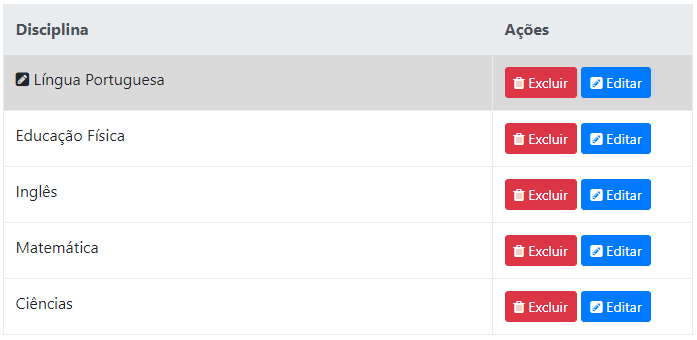 Disciplina Ações
Língua Portuguesa Excluir Editar
Educação Física Excluir Editar
Inglês Excluir Editar
Matemática Excluir Editar
Ciências Excluir Editar